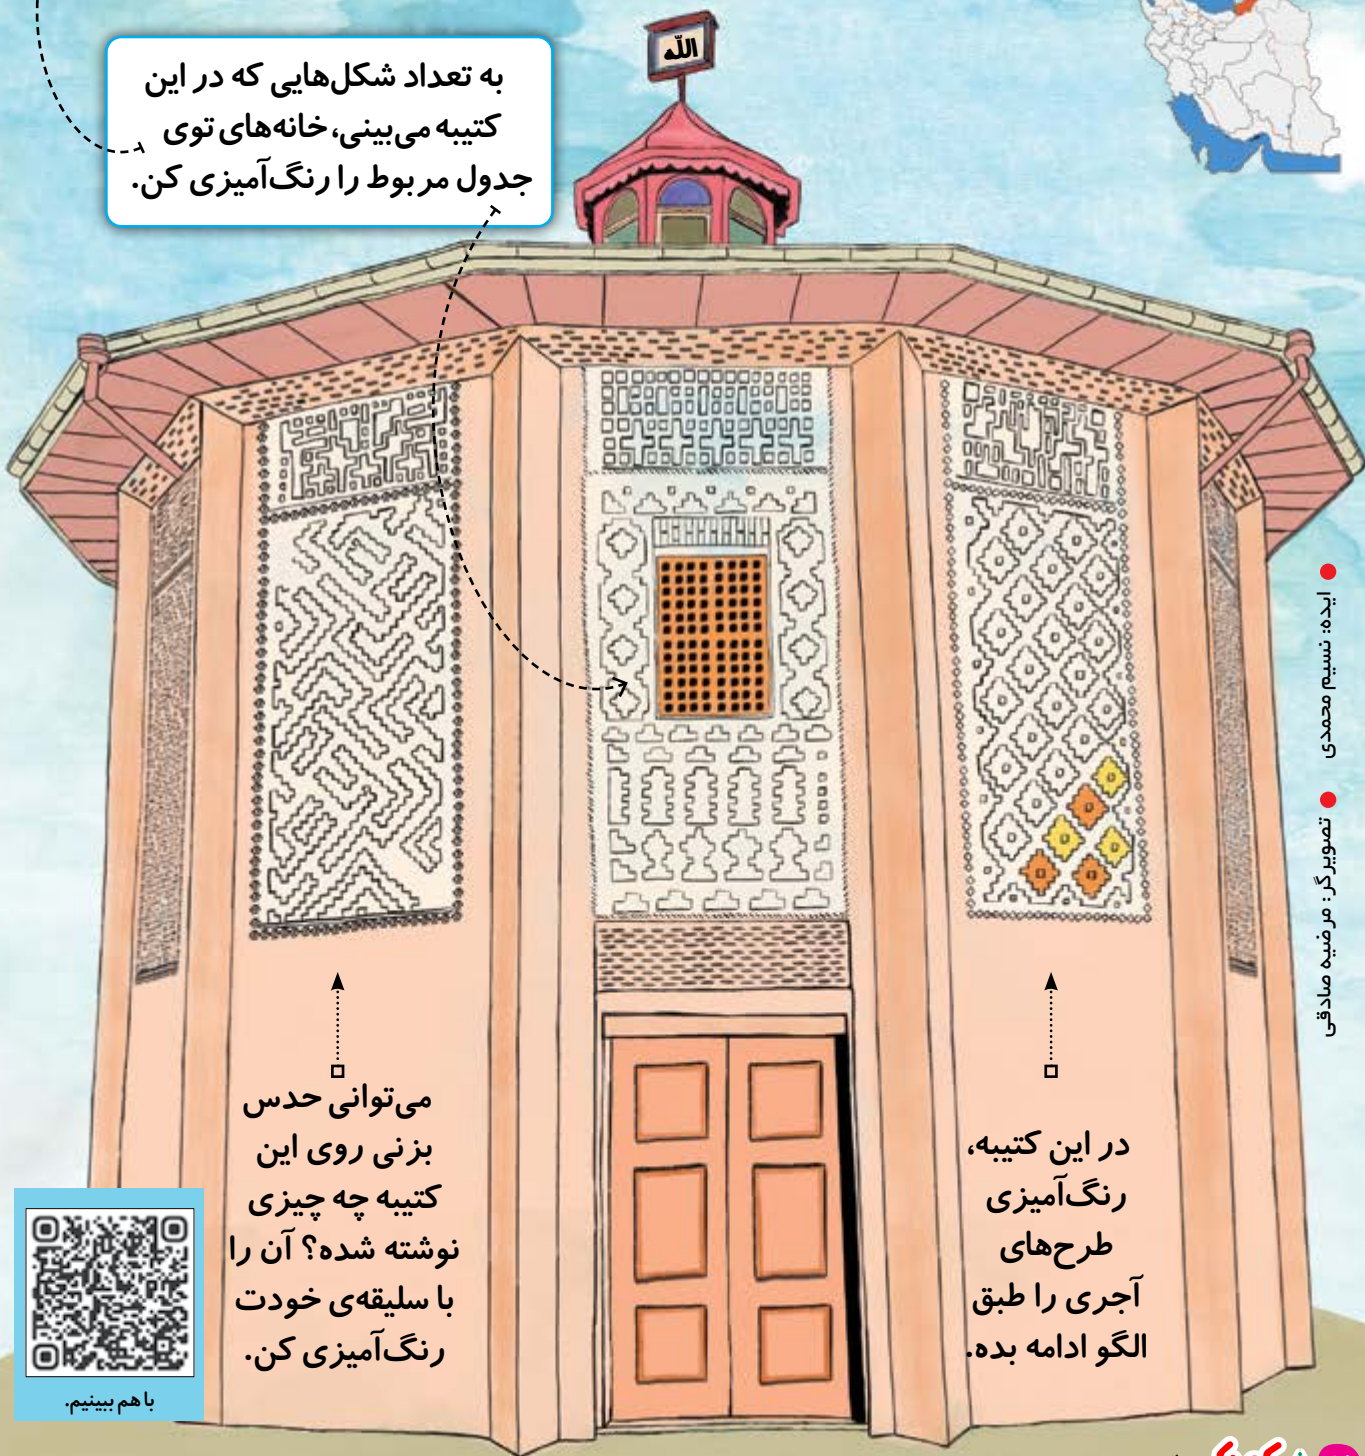 الله
به تعداد شکل‌هایی که در این
کتیبه می‌بینی، خانه‌های توی
جدول مربوط را رنگ‌آمیزی کن.
ایده: نسیم محمدی
تصویرگر: مرضیه صادقی
در این کتیبه،
رنگ‌آمیزی
طرح‌های
آجری را طبق
الگو ادامه بده.
می‌توانی حدس
بزنی روی این
کتیبه چه چیزی
نوشته شده؟ آن را
با سلیقه‌ی خودت
رنگ‌آمیزی کن.
با هم ببینیم.